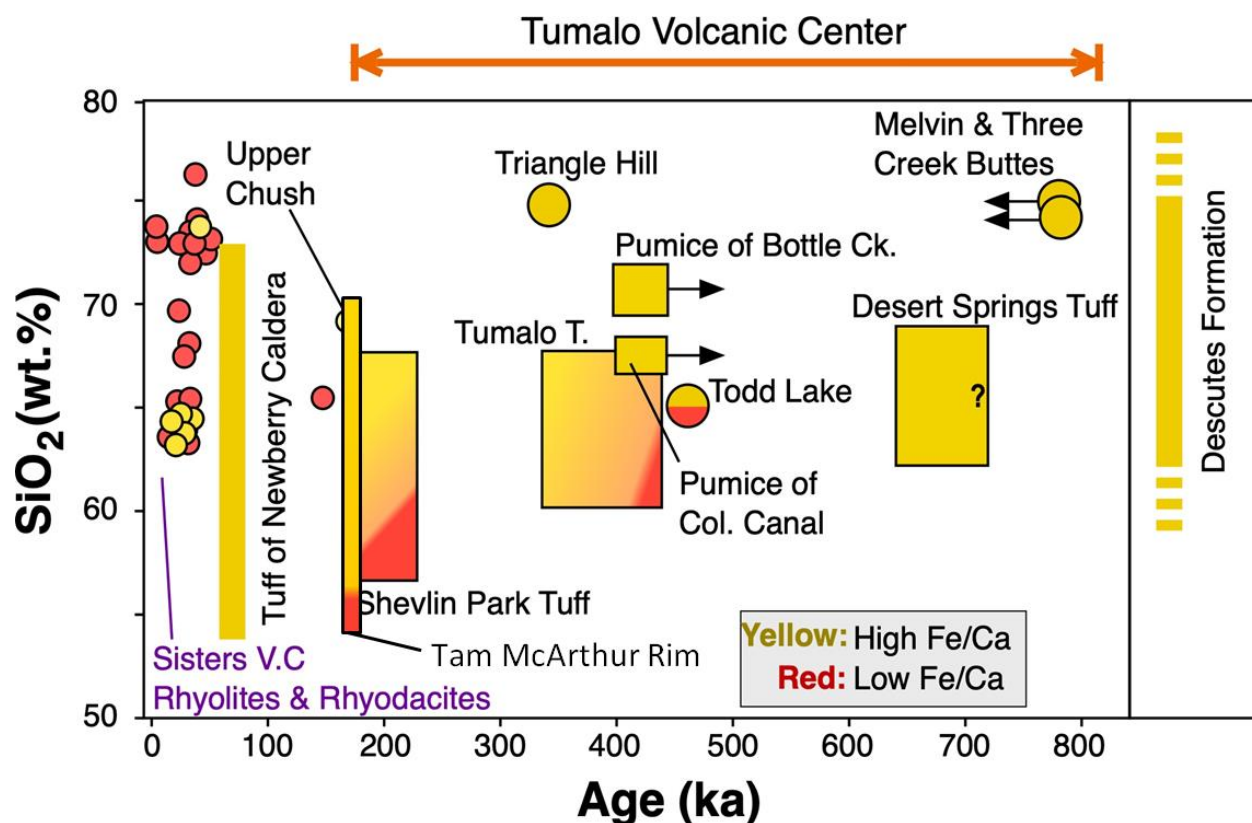 Tumalo Volcanic Center
80
70
60
50
SiO2(wt.%)
Upper
Chush
Triangle Hill
Melvin & Three
Creek Buttes
Pumice of Bottle Ck.
Tumalo T.
Desert Springs Tuff
Todd Lake
?
Pumice of
Col. Canal
Tuff of Newberry Caldera
Shevlin Park Tuff
Tam McArthur Rim
Sisters V.C
Rhyolites & Rhyodacites
Yellow: High Fe/Ca
Red: Low Fe/Ca
Descutes Formation
0 100 200 300 400 500 600 700 800
Age (ka)